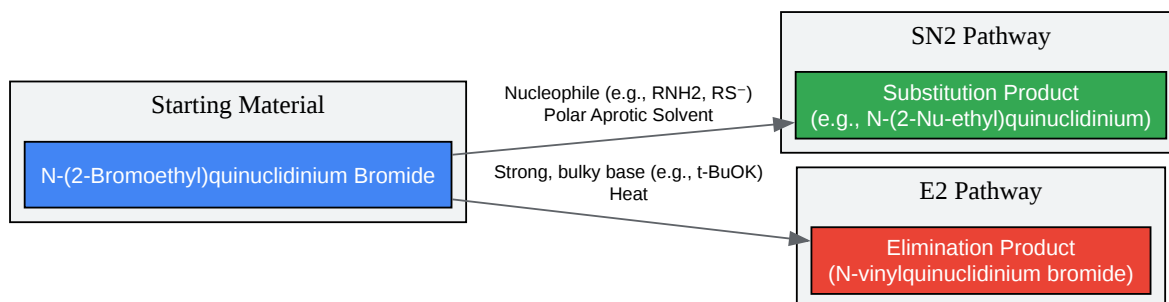 Starting Material
N-(2-Bromoethyl)quinuclidinium Bromide
Nucleophile (e.g., RNH2, RS⁻)
Polar Aprotic Solvent
Strong, bulky base (e.g., t-BuOK)
Heat
SN2 Pathway
Substitution Product
(e.g., N-(2-Nu-ethyl)quinuclidinium)
E2 Pathway
Elimination Product
(N-vinylquinuclidinium bromide)